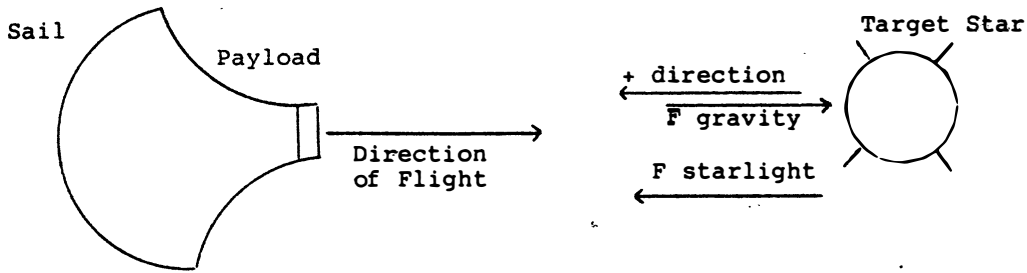 Sail
Payload
Direction
of Flight
Target Star
+ direction
F gravity
F starlight